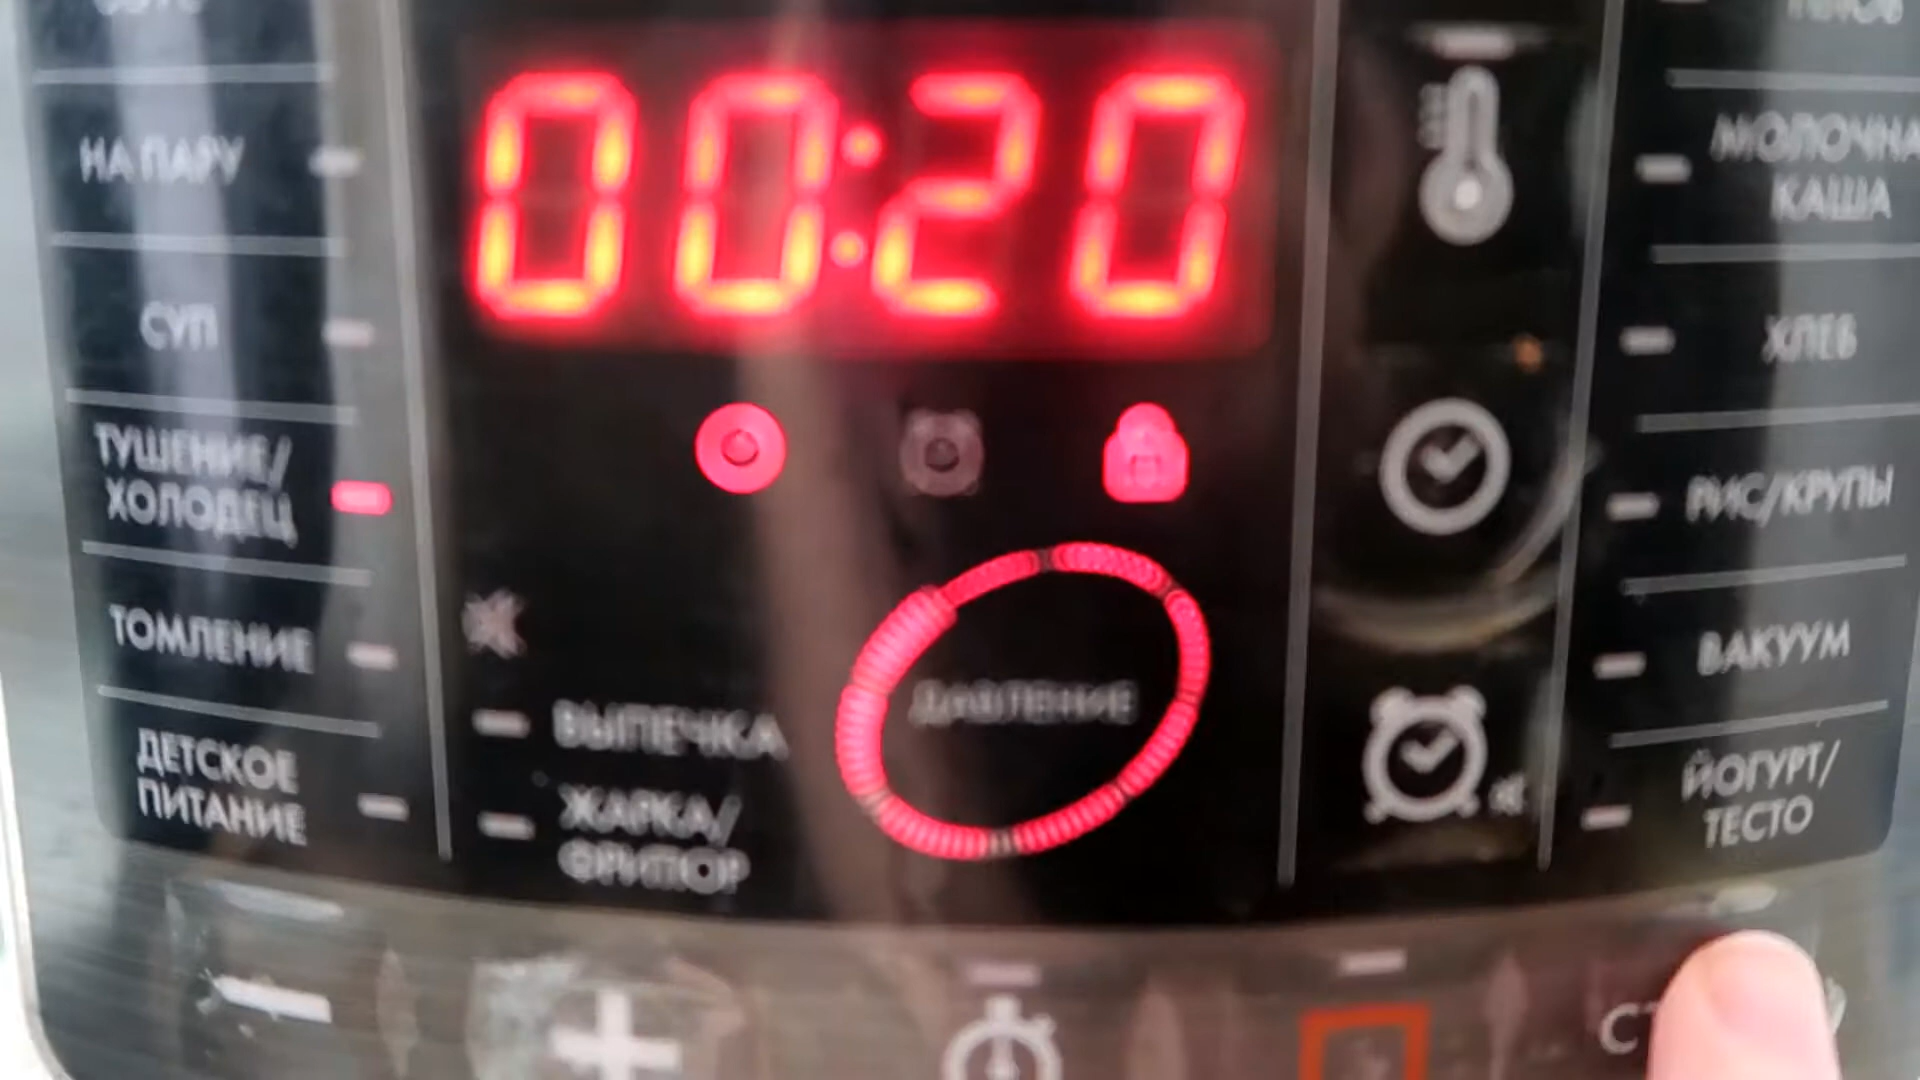 НА ПАРУ
СУП
ТУШЕНИЕ/
ХОЛОДЕЦ
ТОМЛЕНИЕ
ДЕТСКОЕ
ПИТАНИЕ
00:20
ВЫПЕЧКА
ЖАРКА/
ФРИТЮР
ДАВЛЕНИЕ
МОЛОЧНА
КАША
ХЛЕБ
РИС/КРУПЫ
ВАКУУМ
ЙОГУРТ/
ТЕСТО